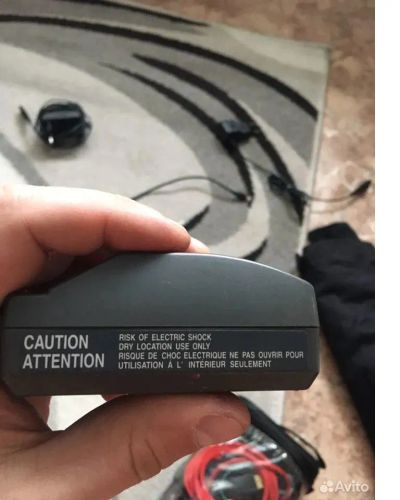 CAUTION
ATTENTION
RISK OF ELECTRIC SHOCK
DRY LOCATION USE ONLY
RISQUE DE CHOC ELECTRIQUE NE PAS OUVRIR POUR
UTILISATION À L' INTERIEUR SEULEMENT
Avito